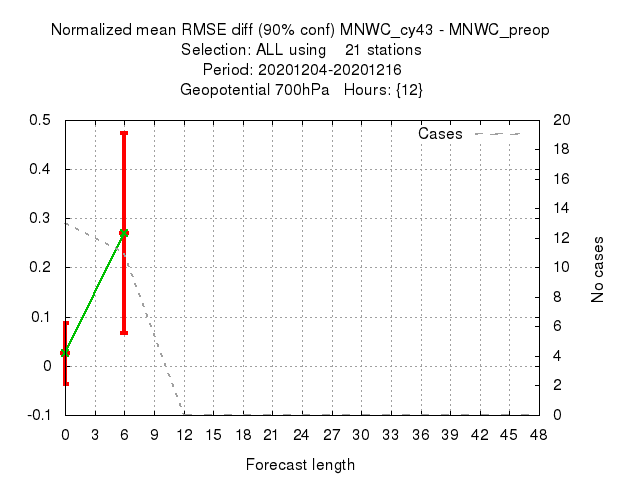 Normalized mean RMSE diff (90% conf) MNWC_cy43 - MNWC_preop
Selection: ALL using 21 stations
Period: 20201204-20201216
Geopotential 700hPa Hours: {12}
Cases
0.5
0.4
0.3
0.2
0.1
0
-0.1
20
18
16
14
12
10
8
6
4
2
0
No cases
0 3 6 9 12 15 18 21 24 27 30 33 36 39 42 45 48
Forecast length